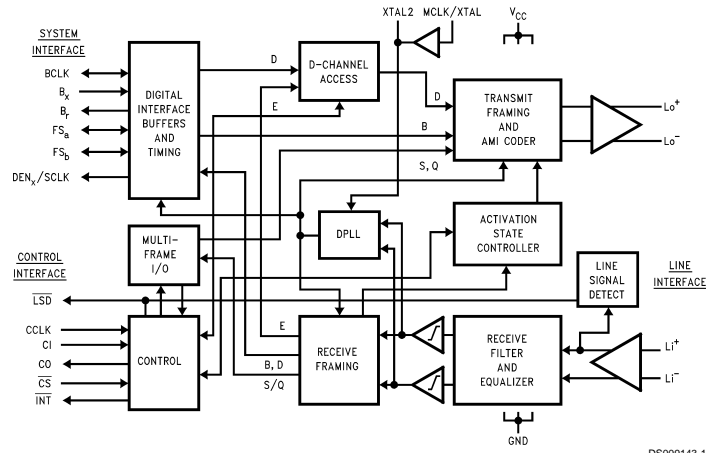 XTAL2 MCLK/XTAL
VCC
SYSTEM
INTERFACE
BCLK
Bx
Br
FSa
FSb
DENx/SCLK
DIGITAL
INTERFACE
BUFFERS
AND
TIMING
D
E
D-CHANNEL
ACCESS
D
B
S, Q
TRANSMIT
FRAMING
AND
AMI CODER
Lo+
Lo-
MULTI-
FRAME
I/O
DPLL
ACTIVATION
STATE
CONTROLLER
CONTROL
INTERFACE
LSD
CCLK
CI
CO
CS
INT
CONTROL
E
B, D
S/Q
RECEIVE
FRAMING
RECEIVE
FILTER
AND
EQUALIZER
LINE
SIGNAL
DETECT
LINE
INTERFACE
Li+
Li-
GND
DS009143-1